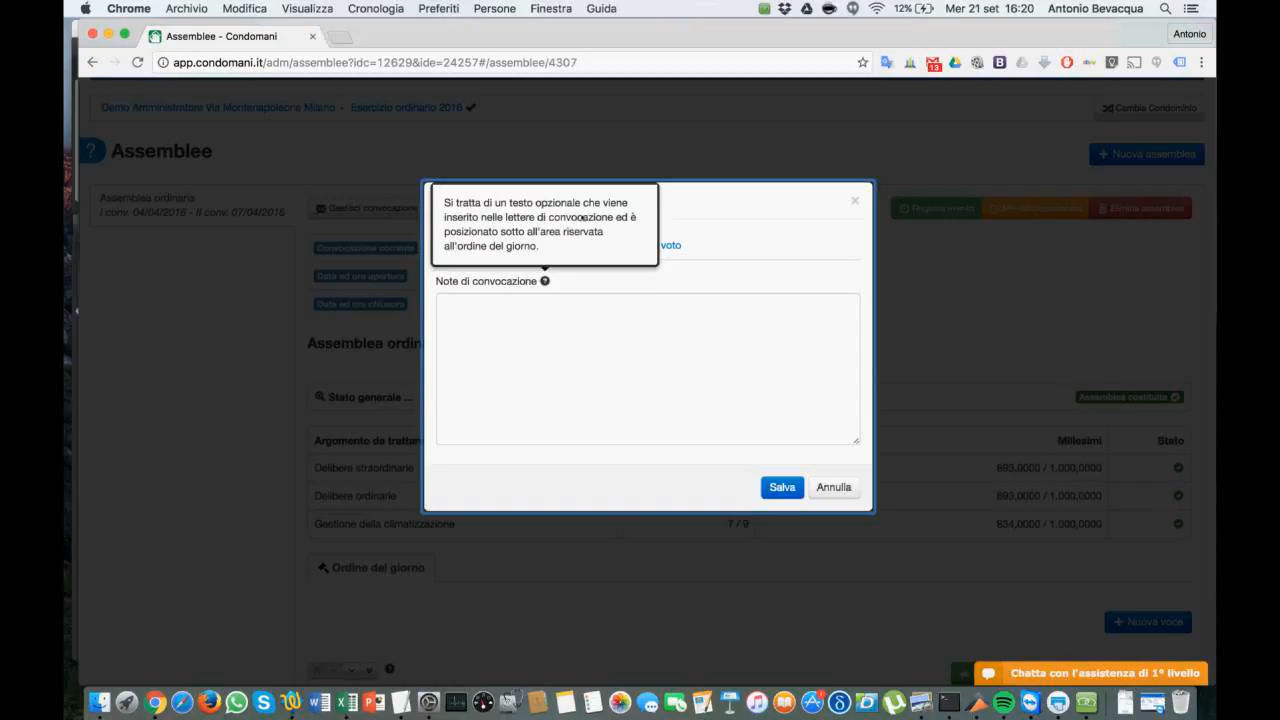 Chrome Archivio Modifica Visualizza Cronologia Preferiti Persone Finestra Guida 12% Mer 21 set 16:20 Antonio Bevacqua
Assemblee - Condomani
Antonio
app.condomani.it/adm/assemblee?idc=12629&ide=24257#/assemblee/4307
13
Demo Amministratore Via Montenapoleone Milano - Esercizio ordinario 2016
Cambia Condominio
? Assemblee
+ Nuova assemblea
Assemblea ordinaria
I conv. 04/04/2016 - II conv. 07/04/2016
Gestisci convocazione
Registra evento
Elimina assemblea
Si tratta di un testo opzionale che viene
inserito nelle lettere di convocazione ed è
posizionato sotto all'area riservata
all'ordine del giorno.
voto
Convocazione corrente
Data ed ora apertura
Data ed ora chiusura
Note di convocazione ?
Assemblea ordin
Stato generale ...
Assemblea costituita
Argomento da trattar
Millesimi
Stato
Delibere straordinarie
893,0000 / 1.000,0000
Delibere ordinarie
893,0000 / 1.000,0000
Gestione della climatizzazione
7 / 9
834,0000 / 1.000,0000
Salva
Annulla
Ordine del giorno
+ Nuova voce
Chatta con l'assistenza di 1° livello